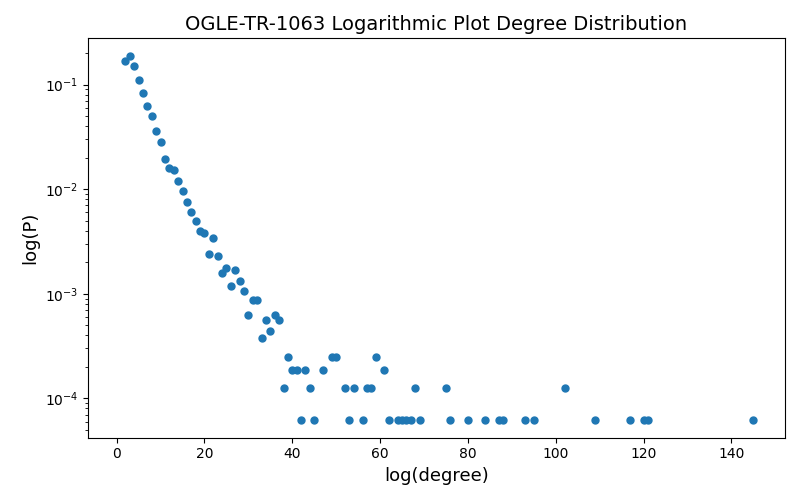 OGLE-TR-1063 Logarithmic Plot Degree Distribution
log(P)
10⁻¹
10⁻²
10⁻³
10⁻⁴
0 20 40 60 80 100 120 140
log(degree)